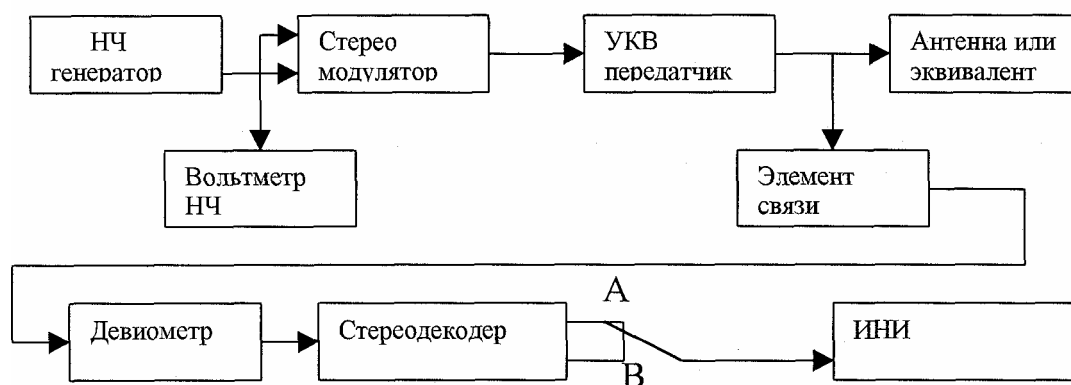 НЧ
генератор
Стерео
модулятор
УКВ
передатчик
Антенна или
эквивалент
Вольтметр
НЧ
Элемент
связи
А
Девиометр
Стереодекодер
ИНИ
В